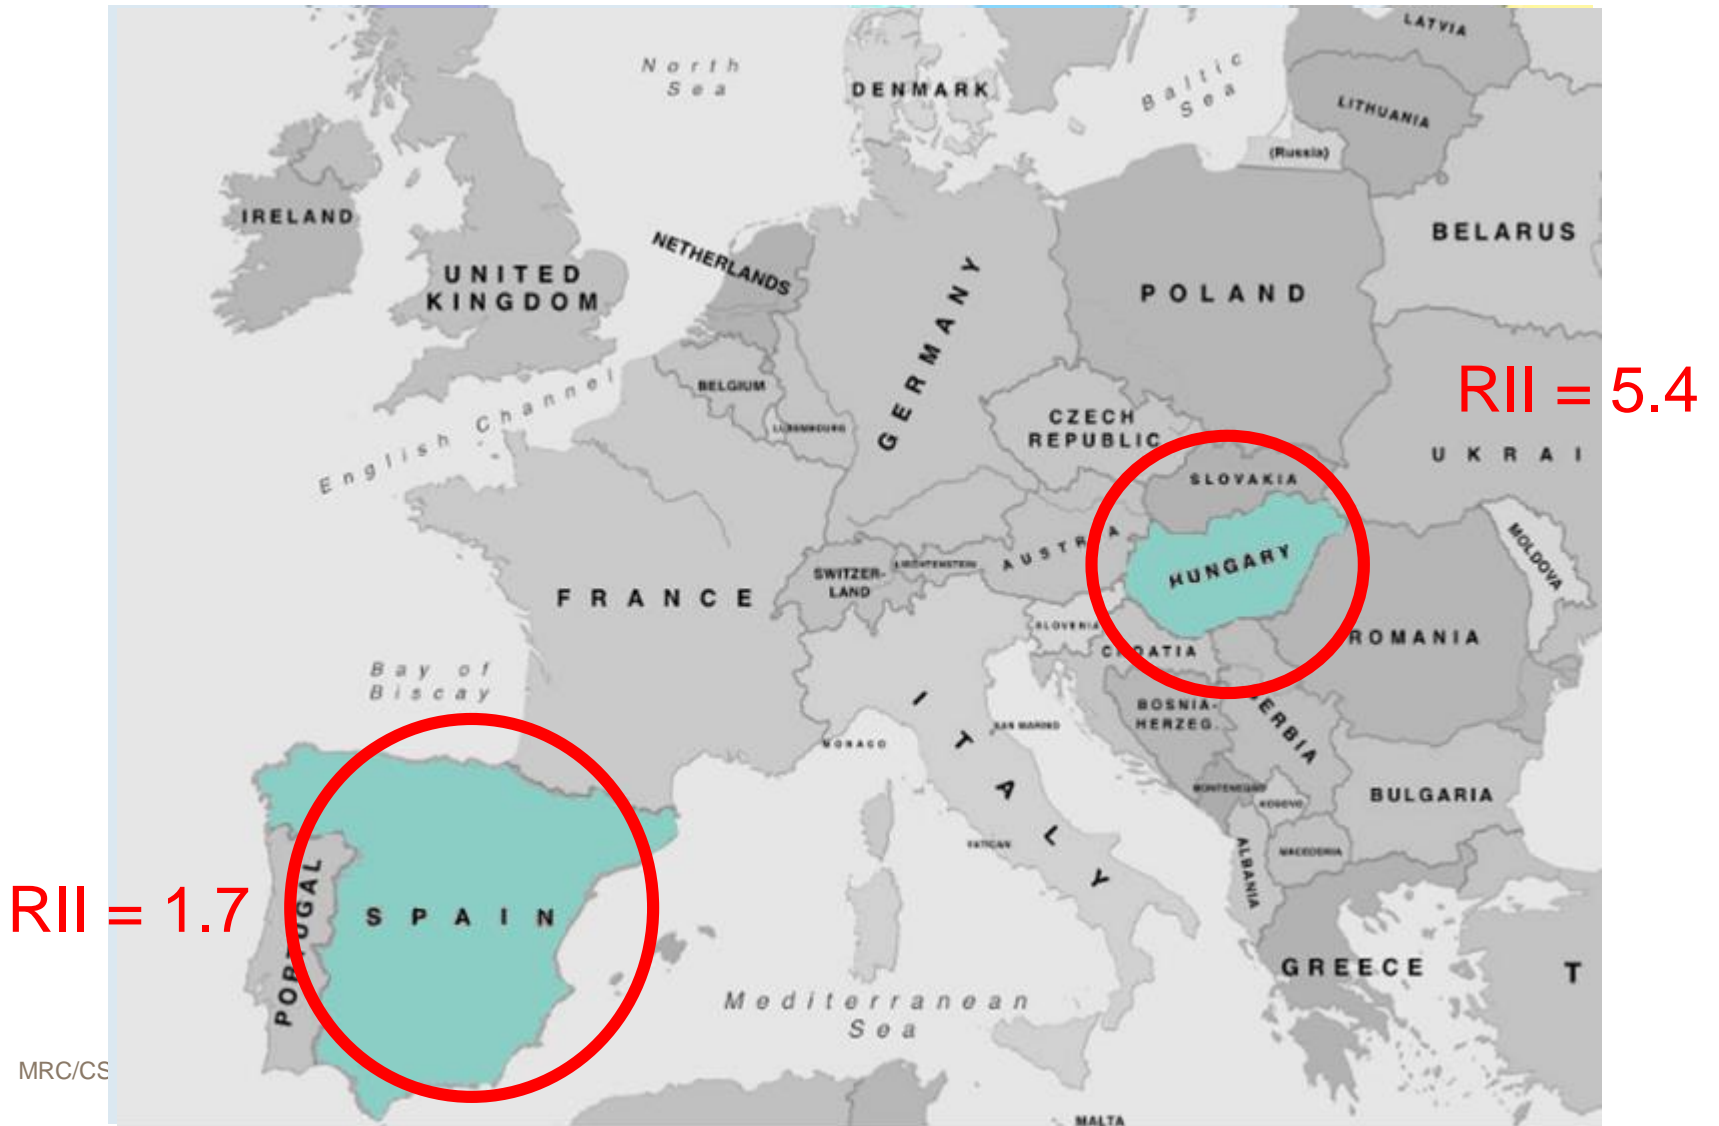 LATVIA
North
Sea
DENMARK
Baltic
Sea
LITHUANIA
(Russia)
IRELAND
BELARUS
NETHERLANDS
UNITED
KINGDOM
GERMANY
POLAND
RII = 5.4
BELGIUM
English Channel
CZECH
REPUBLIC
LUXEMBOURG
UKRAI
SLOVAKIA
AUSTRIA
HUNGARY
MOLDOVA
SWITZER-
LAND
LIECHTENSTEIN
FRANCE
SLOVENIA
ROMANIA
CROATIA
Bay of
Biscay
ITALY
BOSNIA-
HERZEG.
SERBIA
SAN MARINO
MONACO
MONTENEGRO
KOSOVO
BULGARIA
VATICAN
ALBANIA
MACEDONIA
RII = 1.7
PORTUGAL
SPAIN
GREECE
T
Mediterranean
Sea
MRC/CS
MALTA